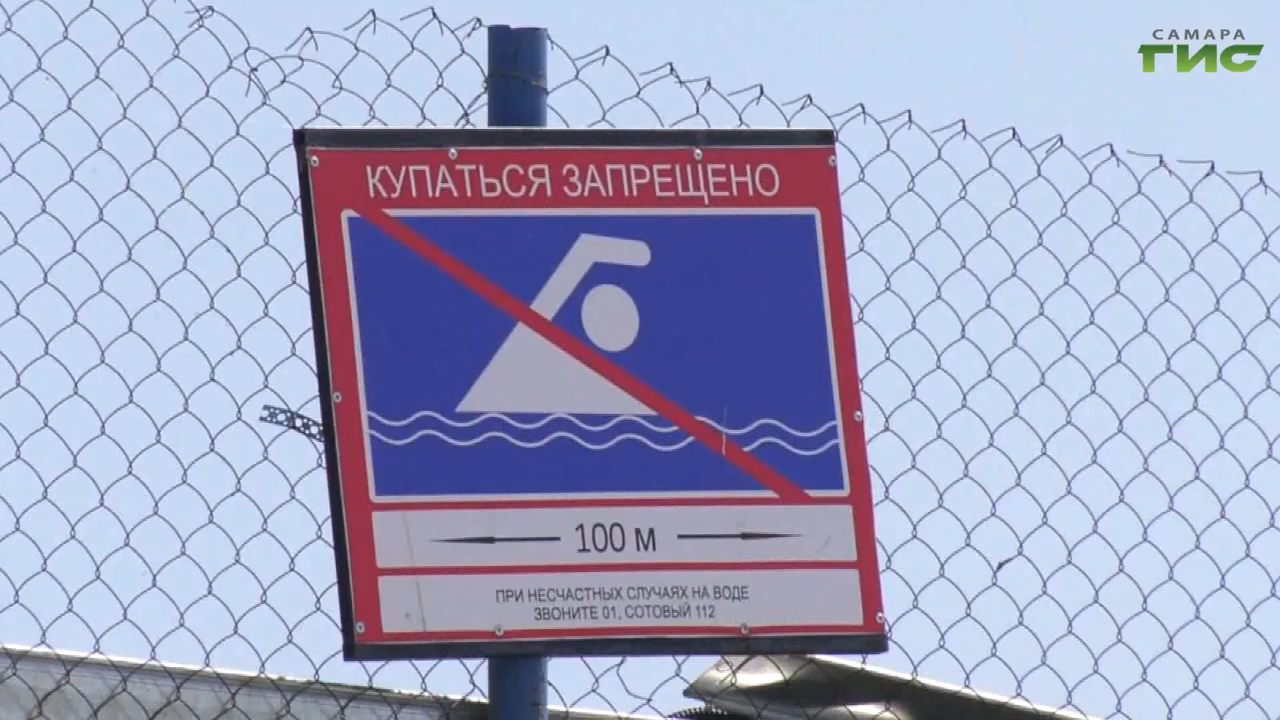 САМАРА
ГИС
КУПАТЬСЯ ЗАПРЕЩЕНО
100 м
ПРИ НЕСЧАСТНЫХ СЛУЧАЯХ НА ВОДЕ
ЗВОНИТЕ 01, СОТОВЫЙ 112